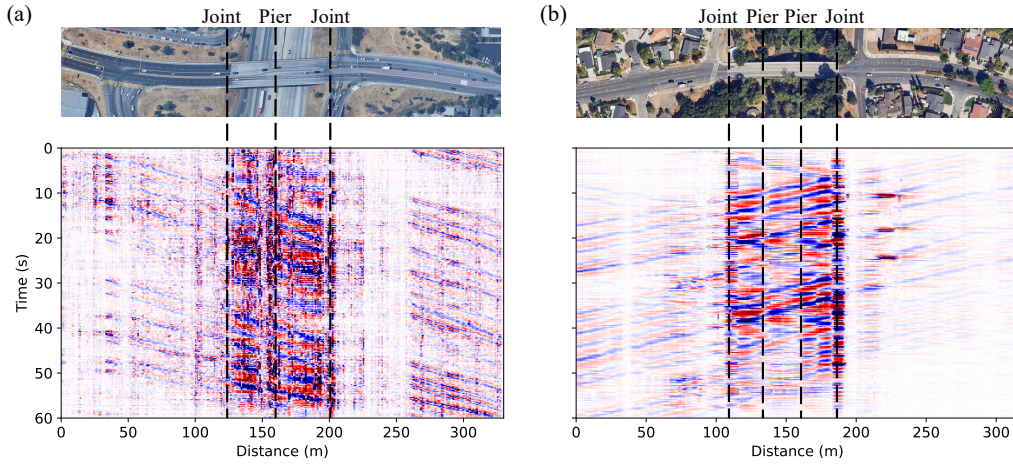 (a)
Joint Pier Joint
(b)
Joint Pier Pier Joint
0
10
20
30
40
50
60
Time (s)
0 50 100 150 200 250 300
Distance (m)
0 50 100 150 200 250 300
Distance (m)